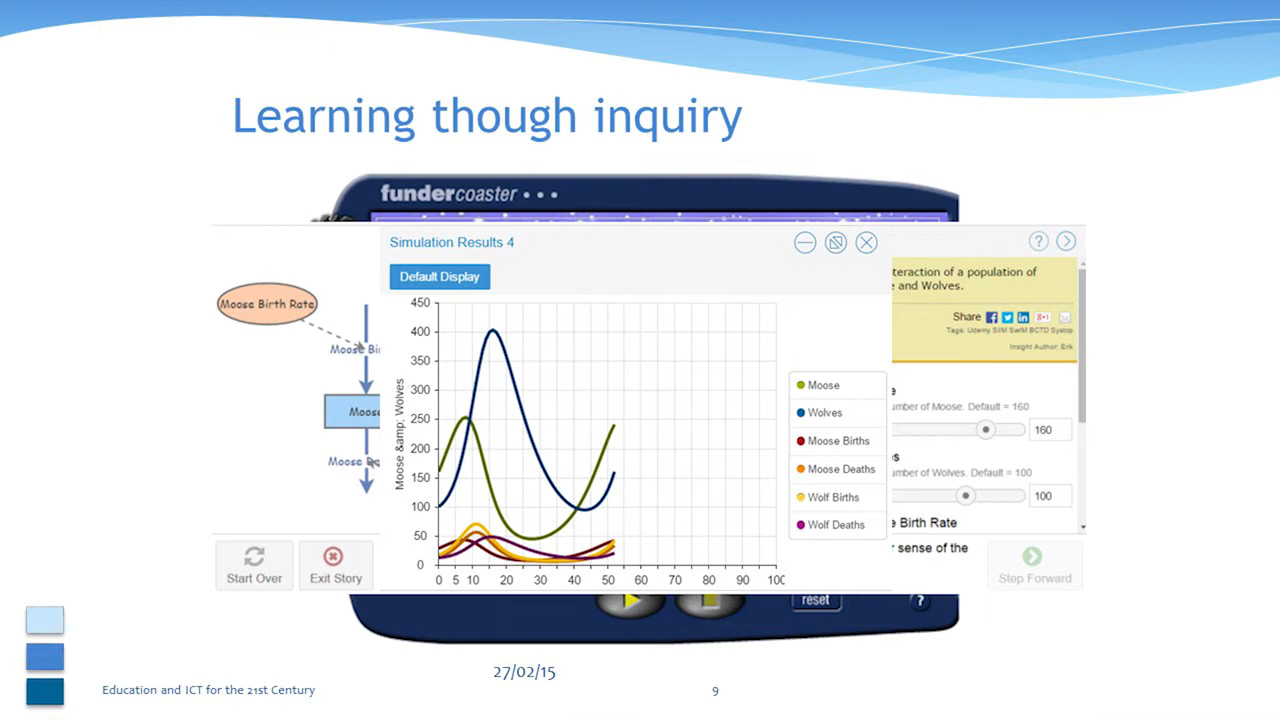 Learning though inquiry
fundercoaster
Simulation Results 4
Default Display
Moose Birth Rate
Moose Bi
Moose
Moose D
Moose &amp; Wolves
450
400
350
300
250
200
150
100
50
0
0 5 10 20 30 40 50 60 70 80 90 100
Moose
Wolves
Moose Births
Moose Deaths
Wolf Births
Wolf Deaths
?
teraction of a population of
e and Wolves.
Share
Tags: Udemy SIIM SwIM BCTD Systop
Insight Author: Erik
e
umber of Moose. Default = 160
160
es
umber of Wolves. Default = 100
100
e Birth Rate
r sense of the
Start Over
Exit Story
Step Forward
reset
?
27/02/15
Education and ICT for the 21st Century
9